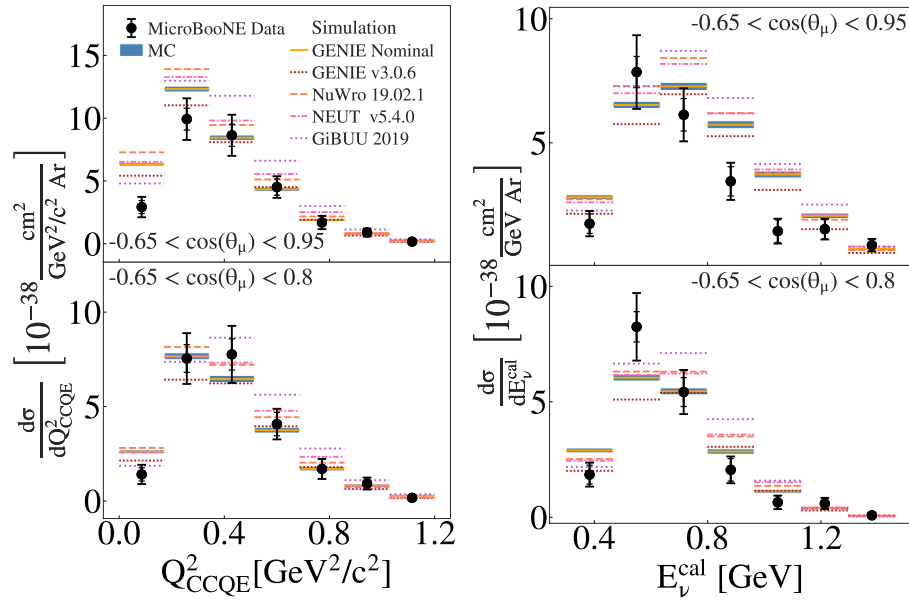 MicroBooNE Data
MC
Simulation
GENIE Nominal
GENIE v3.0.6
NuWro 19.02.1
NEUT v5.4.0
GiBUU 2019
-0.65 < cos(θμ) < 0.95
15
10
5
0
-0.65 < cos(θμ) < 0.8
10
5
0
0.0 0.4 0.8 1.2
Q²CCQE[GeV²/c²]
dσ/dQ²CCQE [10⁻³⁸ cm²/GeV²/c² Ar]
-0.65 < cos(θμ) < 0.95
10
5
-0.65 < cos(θμ) < 0.8
10
5
0
0.4 0.8 1.2
Eνcal [GeV]
dσ/dEνcal [10⁻³⁸ cm²/GeV Ar]